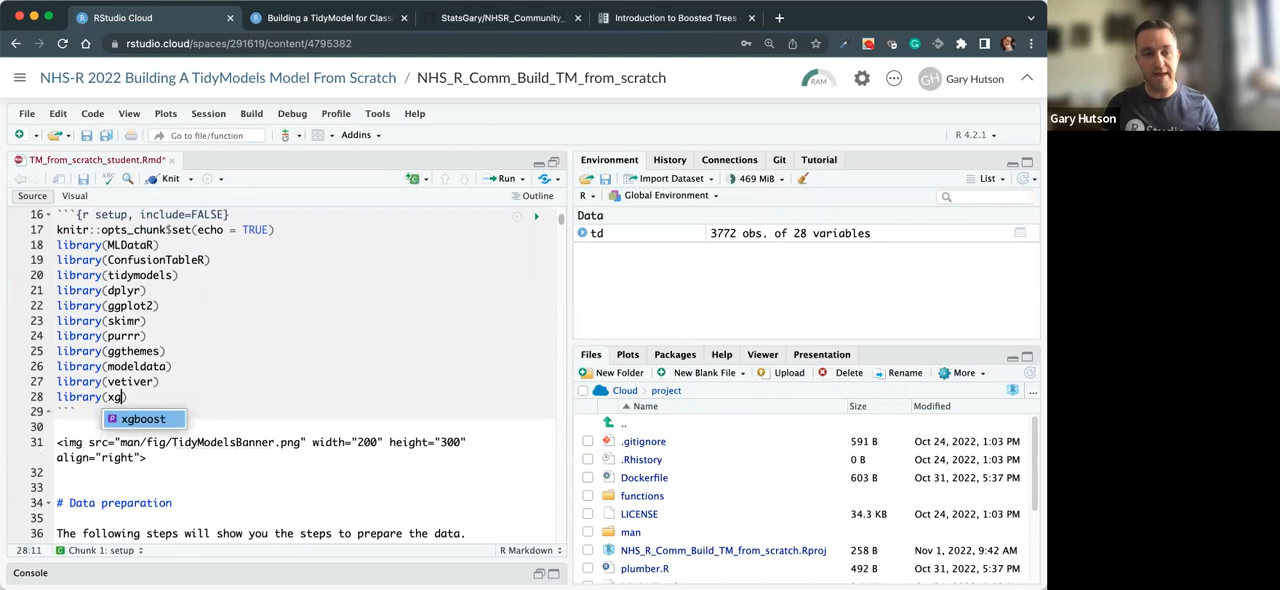 RStudio Cloud
Building a TidyModel for Class
StatsGary/NHSR_Community_
Introduction to Boosted Trees -
rstudio.cloud/spaces/291619/content/4795382
NHS-R 2022 Building A TidyModels Model From Scratch / NHS_R_Comm_Build_TM_from_scratch
RAM
GH Gary Hutson
File Edit Code View Plots Session Build Debug Profile Tools Help
Go to file/function Addins R 4.2.1
TM_from_scratch_student.Rmd*
ABC Knit Run
Source Visual Outline
16 ```{r setup, include=FALSE}
17 knitr::opts_chunk$set(echo = TRUE)
18 library(MLDataR)
19 library(ConfusionTableR)
20 library(tidymodels)
21 library(dplyr)
22 library(ggplot2)
23 library(skimr)
24 library(purrr)
25 library(ggthemes)
26 library(modeldata)
27 library(vetiver)
28 library(xg)
29 ```
xgboost
30
31 <img src="man/fig/TidyModelsBanner.png" width="200" height="300"
align="right">
32
33
34 # Data preparation
35
36 The following steps will show you the steps to prepare the data.
28:11 Chunk 1: setup R Markdown
Console
Environment History Connections Git Tutorial
Import Dataset 469 MiB List
R Global Environment
Data
td 3772 obs. of 28 variables
Files Plots Packages Help Viewer Presentation
New Folder New Blank File Upload Delete Rename More
Cloud project
Name Size Modified
..
.gitignore 591 B Oct 24, 2022, 1:03 PM
.Rhistory 0 B Oct 24, 2022, 1:03 PM
Dockerfile 603 B Oct 31, 2022, 5:37 PM
functions
LICENSE 34.3 KB Oct 24, 2022, 1:03 PM
man
NHS_R_Comm_Build_TM_from_scratch.Rproj 258 B Nov 1, 2022, 9:42 AM
plumber.R 492 B Oct 31, 2022, 5:37 PM
Gary Hutson
R Studio